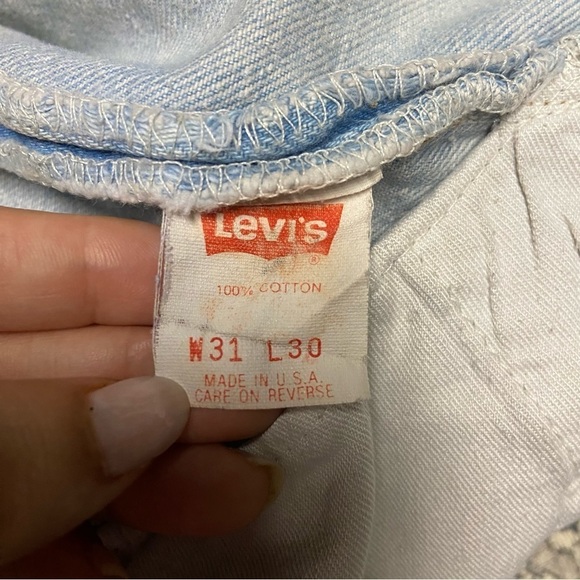 Levi's
®
100% COTTON
W31 L30
MADE IN U.S.A.
CARE ON REVERSE